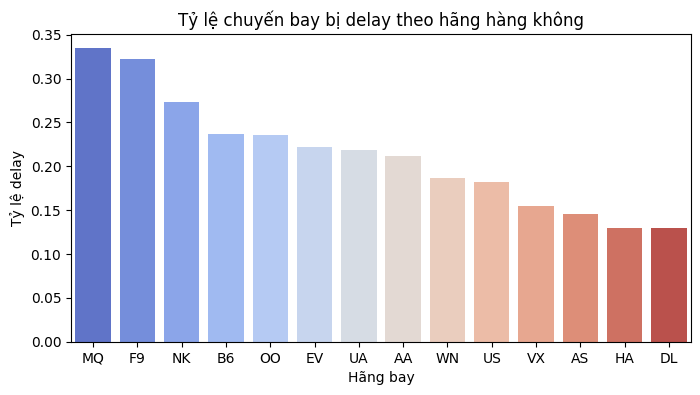 Tỷ lệ chuyến bay bị delay theo hãng hàng không
Tỷ lệ delay
0.35
0.30
0.25
0.20
0.15
0.10
0.05
0.00
MQ F9 NK B6 OO EV UA AA WN US VX AS HA DL
Hãng bay